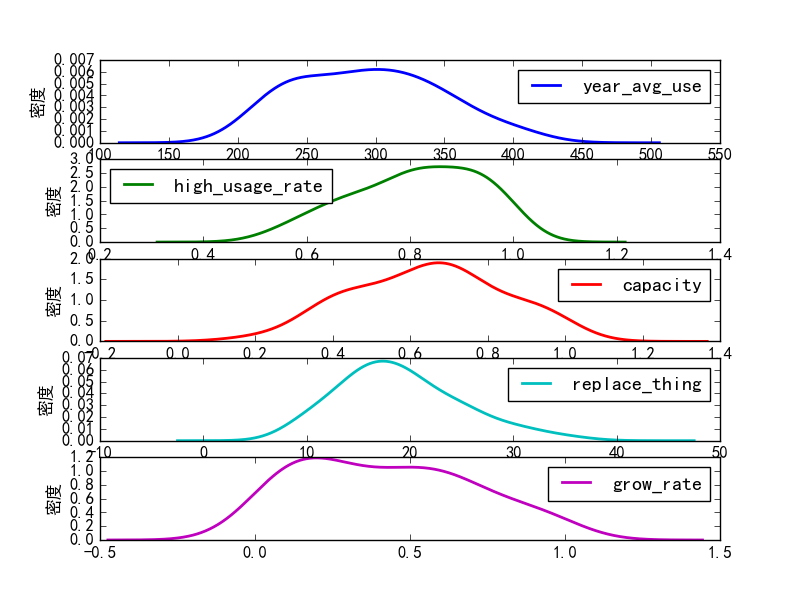 0.007
0.006
0.005
0.004
0.003
0.002
0.001
0.000
密度
year_avg_use
100 150 200 250 300 350 400 450 500 550
3.0
2.5
2.0
1.5
1.0
0.5
0.0
密度
high_usage_rate
0.2 0.4 0.6 0.8 1.0 1.2 1.4
2.0
1.5
1.0
0.5
0.0
密度
capacity
-0.2 0.0 0.2 0.4 0.6 0.8 1.0 1.2 1.4
0.07
0.06
0.05
0.04
0.03
0.02
0.01
0.00
密度
replace_thing
-10 0 10 20 30 40 50
1.2
1.0
0.8
0.6
0.4
0.2
0.0
密度
grow_rate
-0.5 0.0 0.5 1.0 1.5